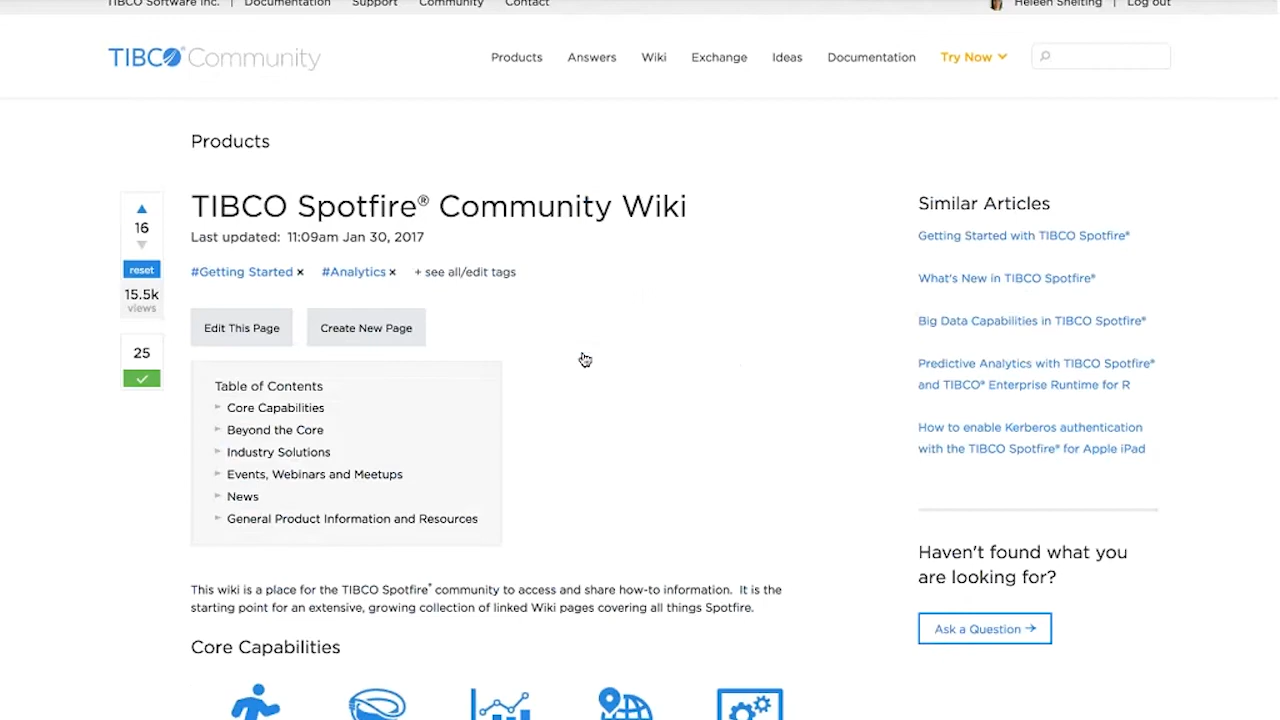 TIBCO Software Inc. | Documentation Support Community Contact Heleen Snelting | Log out
TIBCO® Community Products Answers Wiki Exchange Ideas Documentation Try Now
Products
TIBCO Spotfire® Community Wiki
Last updated: 11:09am Jan 30, 2017
#Getting Started × #Analytics × + see all/edit tags
16
reset
15.5k
views
25
Edit This Page Create New Page
Table of Contents
Core Capabilities
Beyond the Core
Industry Solutions
Events, Webinars and Meetups
News
General Product Information and Resources
This wiki is a place for the TIBCO Spotfire® community to access and share how-to information. It is the
starting point for an extensive, growing collection of linked Wiki pages covering all things Spotfire.
Core Capabilities
Similar Articles
Getting Started with TIBCO Spotfire®
What's New in TIBCO Spotfire®
Big Data Capabilities in TIBCO Spotfire®
Predictive Analytics with TIBCO Spotfire®
and TIBCO® Enterprise Runtime for R
How to enable Kerberos authentication
with the TIBCO Spotfire® for Apple iPad
Haven't found what you
are looking for?
Ask a Question →